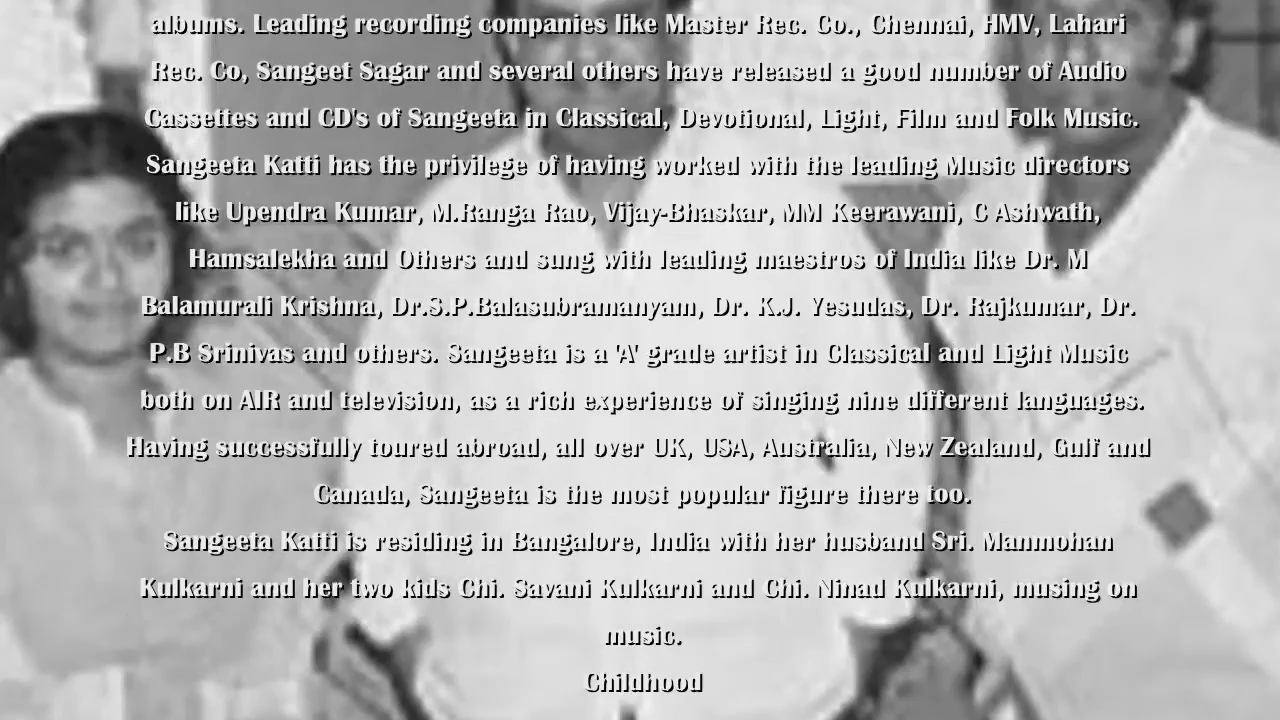 albums. Leading recording companies like Master Rec. Co., Chennai, HMV, Lahari
Rec. Co, Sangeet Sagar and several others have released a good number of Audio
Cassettes and CD's of Sangeeta in Classical, Devotional, Light, Film and Folk Music.
Sangeeta Katti has the privilege of having worked with the leading Music directors
like Upendra Kumar, M.Ranga Rao, Vijay-Bhaskar, MM Keerawani, C Ashwath,
Hamsalekha and Others and sung with leading maestros of India like Dr. M
Balamurali Krishna, Dr.S.P.Balasubramanyam, Dr. K.J. Yesudas, Dr. Rajkumar, Dr.
P.B Srinivas and others. Sangeeta is a 'A' grade artist in Classical and Light Music
both on AIR and television, as a rich experience of singing nine different languages.
Having successfully toured abroad, all over UK, USA, Australia, New Zealand, Gulf and
Canada, Sangeeta is the most popular figure there too.
Sangeeta Katti is residing in Bangalore, India with her husband Sri. Manmohan
Kulkarni and her two kids Chi. Savani Kulkarni and Chi. Ninad Kulkarni, musing on
music.
Childhood